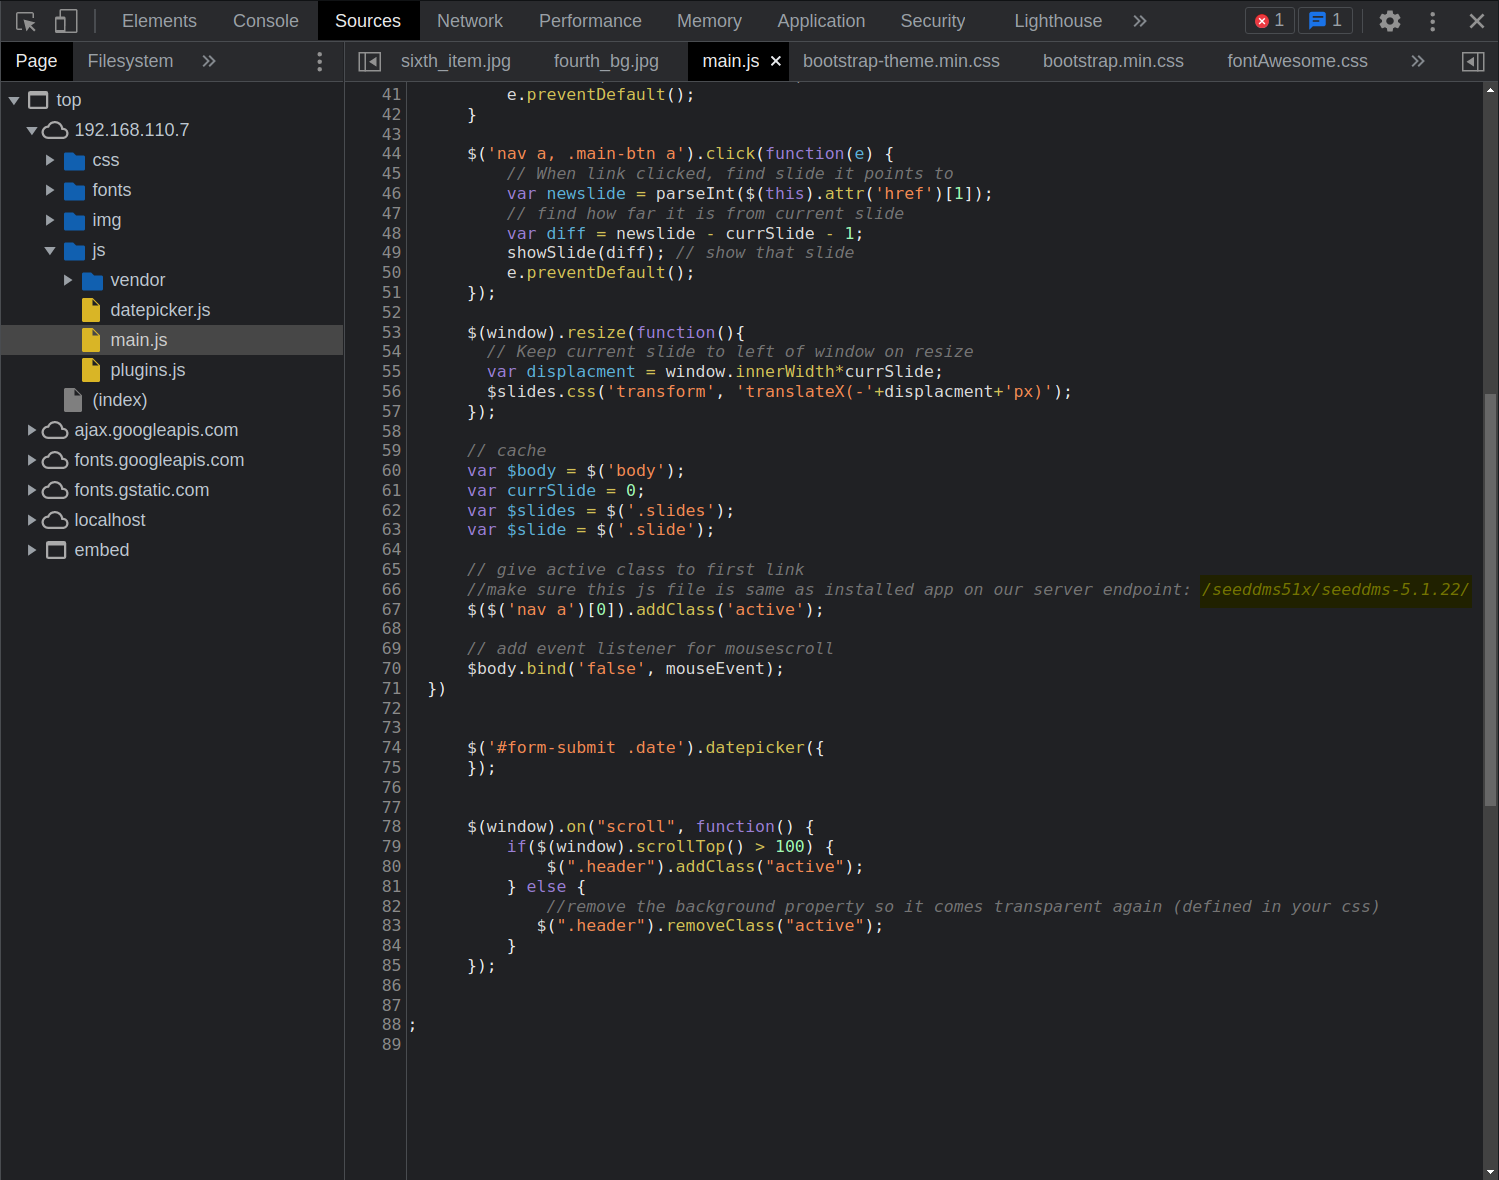 Elements Console Sources Network Performance Memory Application Security Lighthouse 1 1
Page Filesystem sixth_item.jpg fourth_bg.jpg main.js bootstrap-theme.min.css bootstrap.min.css fontAwesome.css
top
192.168.110.7
css
fonts
img
js
vendor
datepicker.js
main.js
plugins.js
(index)
ajax.googleapis.com
fonts.googleapis.com
fonts.gstatic.com
localhost
embed
41 e.preventDefault();
42 }
43
44 $('nav a, .main-btn a').click(function(e) {
45 // When link clicked, find slide it points to
46 var newslide = parseInt($(this).attr('href')[1]);
47 // find how far it is from current slide
48 var diff = newslide - currSlide - 1;
49 showSlide(diff); // show that slide
50 e.preventDefault();
51 });
52
53 $(window).resize(function(){
54 // Keep current slide to left of window on resize
55 var displacment = window.innerWidth*currSlide;
56 $slides.css('transform', 'translateX(-'+displacment+'px)');
57 });
58
59 // cache
60 var $body = $('body');
61 var currSlide = 0;
62 var $slides = $('.slides');
63 var $slide = $('.slide');
64
65 // give active class to first link
66 //make sure this js file is same as installed app on our server endpoint: /seeddms51x/seeddms-5.1.22/
67 $($('nav a')[0]).addClass('active');
68
69 // add event listener for mousescroll
70 $body.bind('false', mouseEvent);
71 })
72
73
74 $('#form-submit .date').datepicker({
75 });
76
77
78 $(window).on("scroll", function() {
79 if($(window).scrollTop() > 100) {
80 $(".header").addClass("active");
81 } else {
82 //remove the background property so it comes transparent again (defined in your css)
83 $(".header").removeClass("active");
84 }
85 });
86
87
88 ;
89